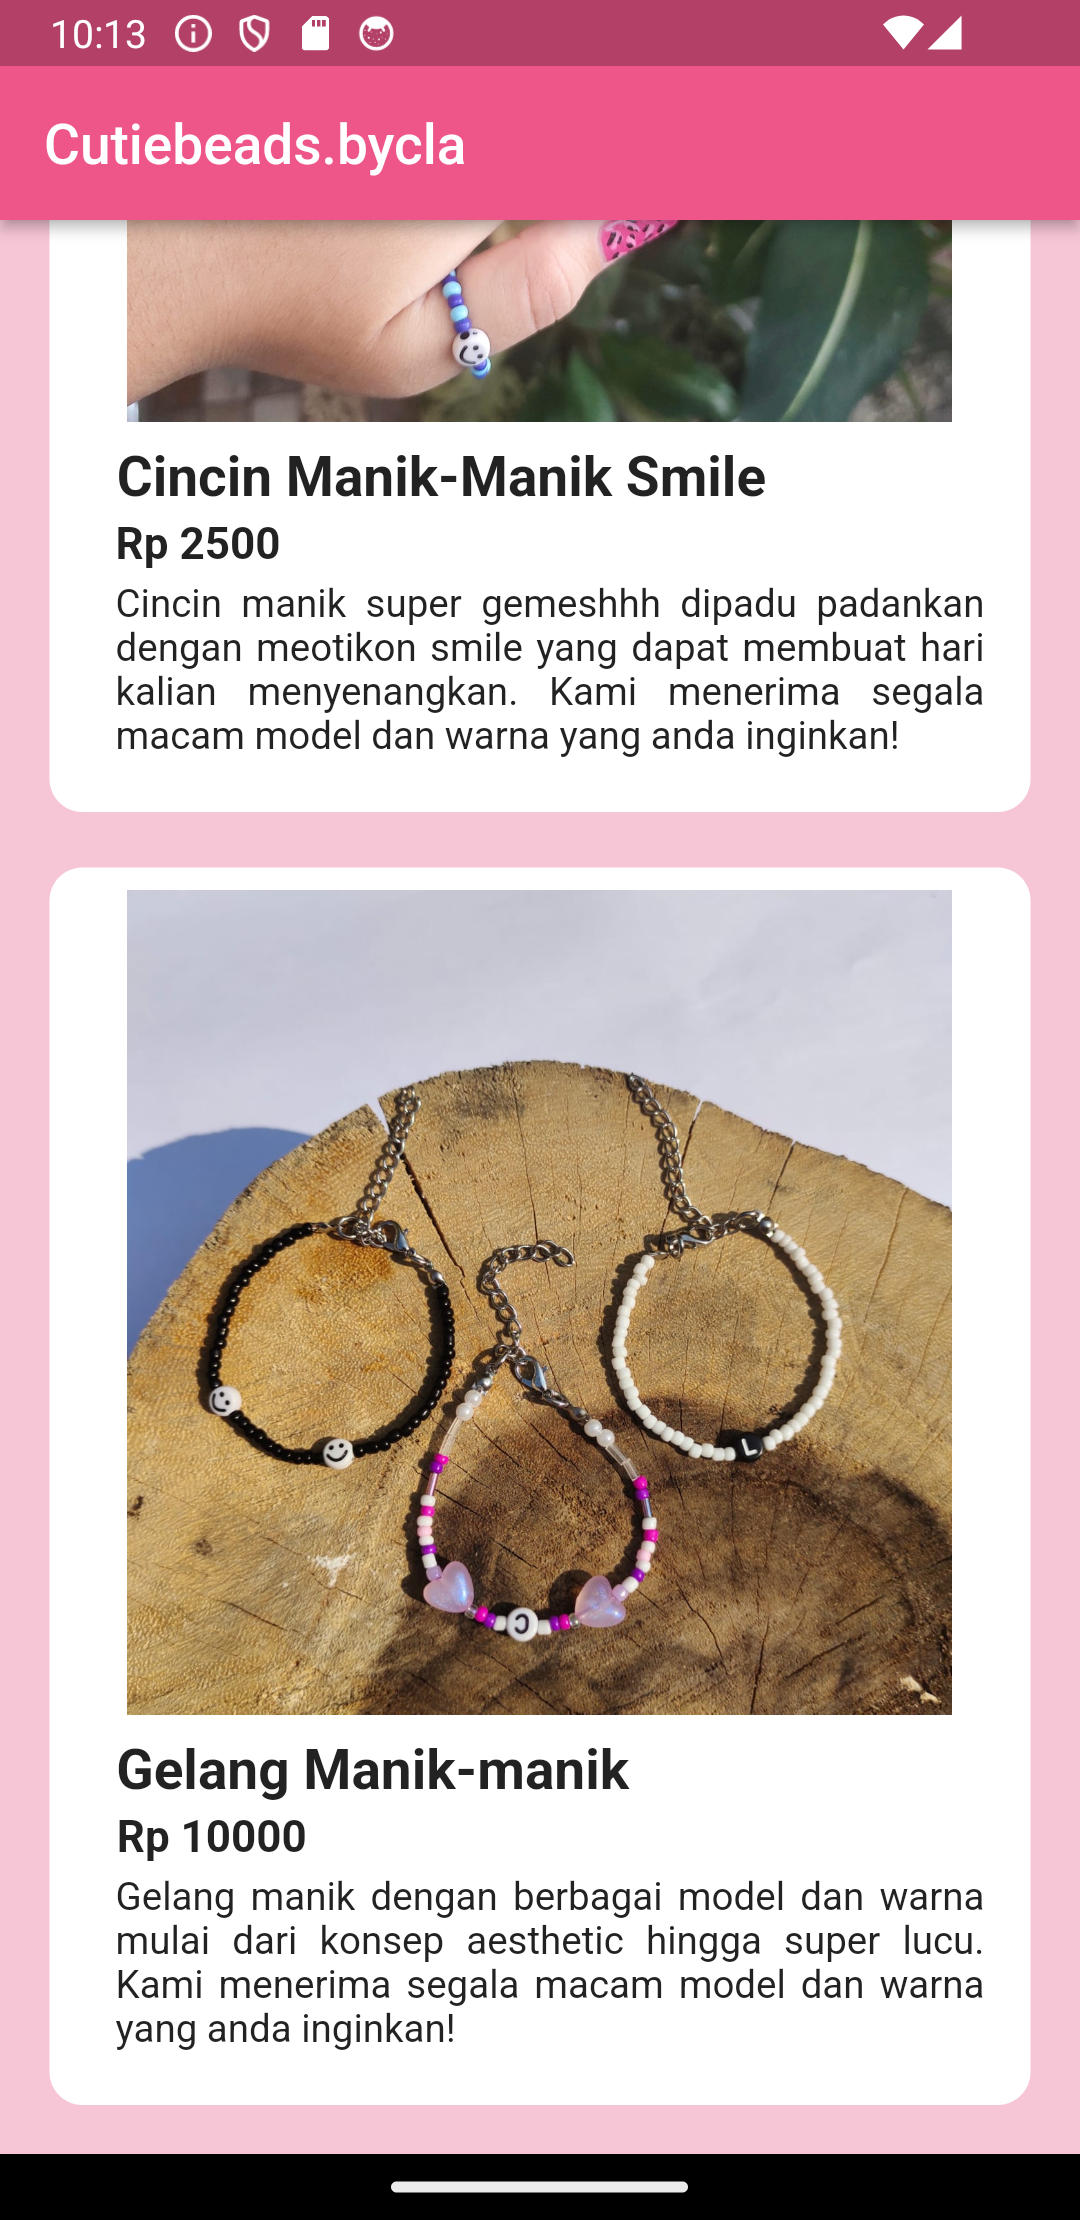 10:13
Cutiebeads.bycla
Cincin Manik-Manik Smile
Rp 2500
Cincin manik super gemeshhh dipadu padankan
dengan meotikon smile yang dapat membuat hari
kalian menyenangkan. Kami menerima segala
macam model dan warna yang anda inginkan!
L
C
Gelang Manik-manik
Rp 10000
Gelang manik dengan berbagai model dan warna
mulai dari konsep aesthetic hingga super lucu.
Kami menerima segala macam model dan warna
yang anda inginkan!